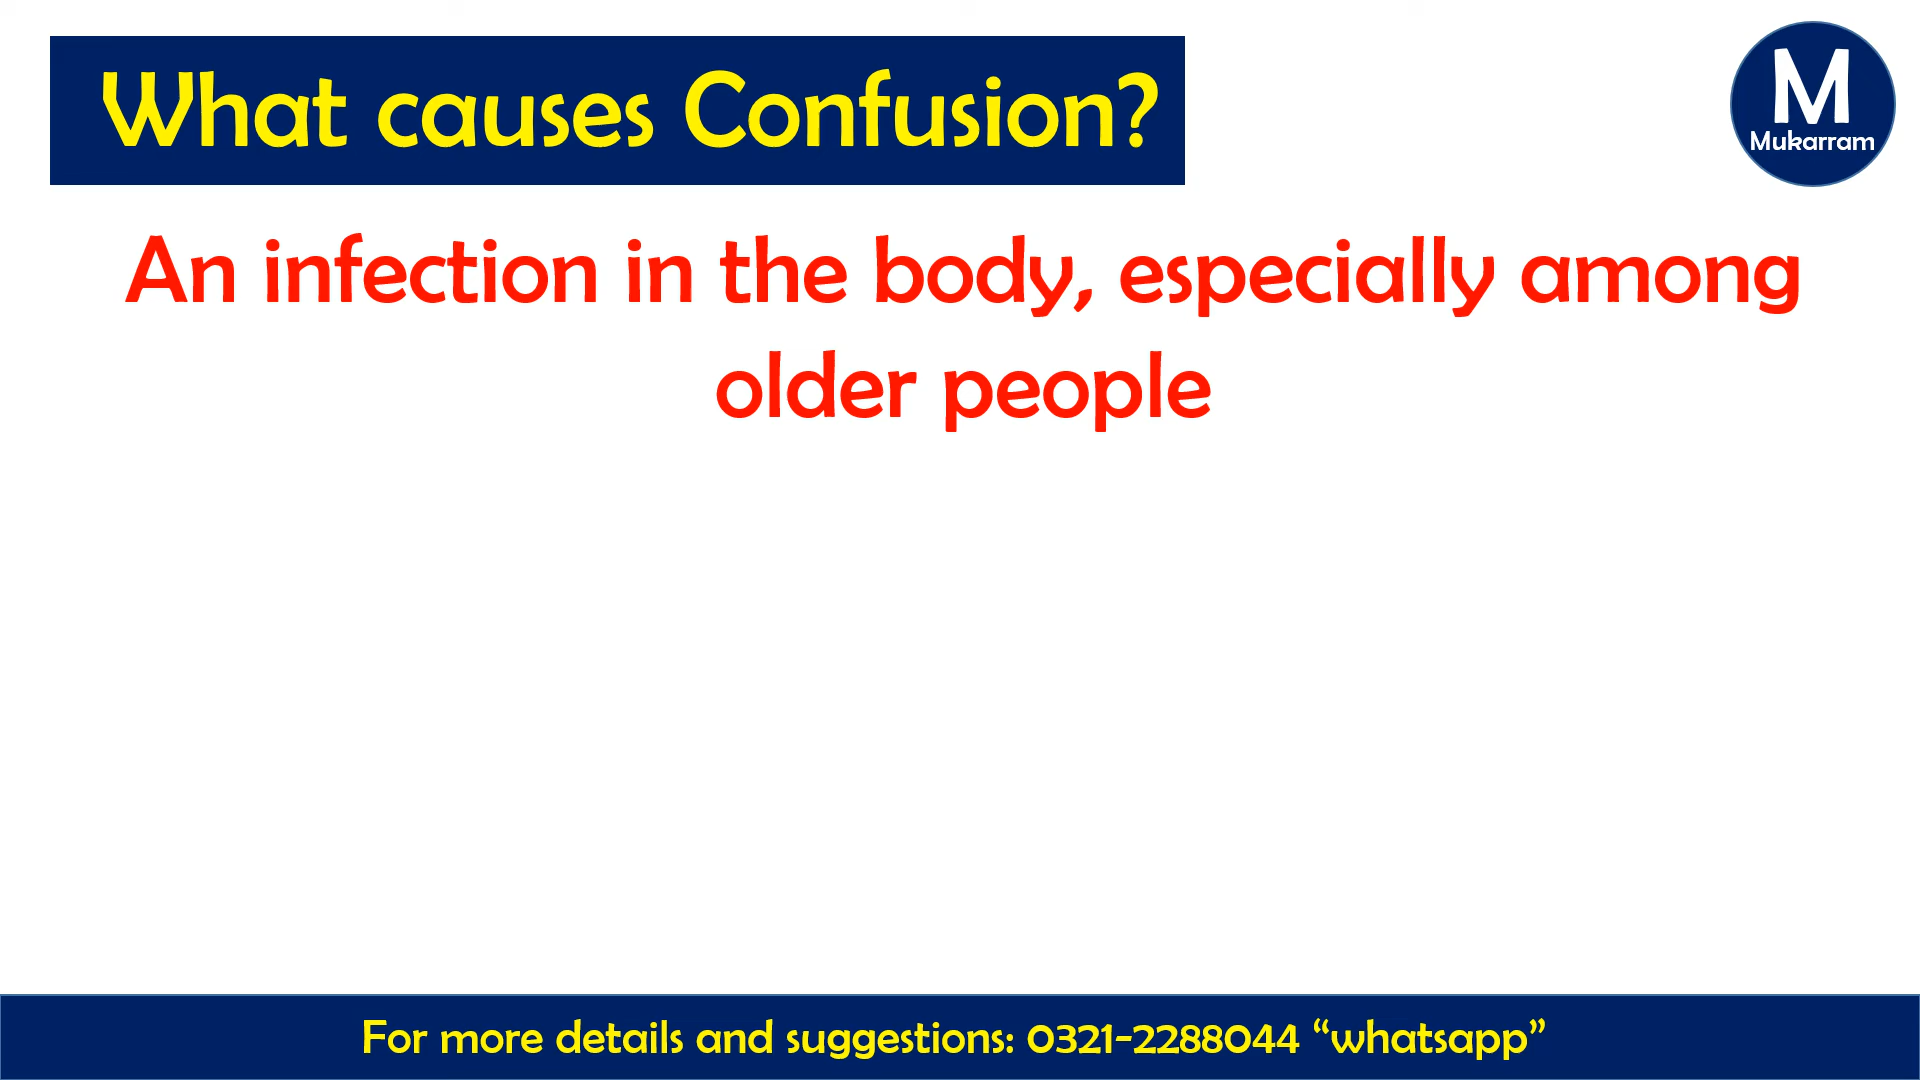 What causes Confusion?
M
Mukarram
An infection in the body, especially among
older people
For more details and suggestions: 0321-2288044 “whatsapp”